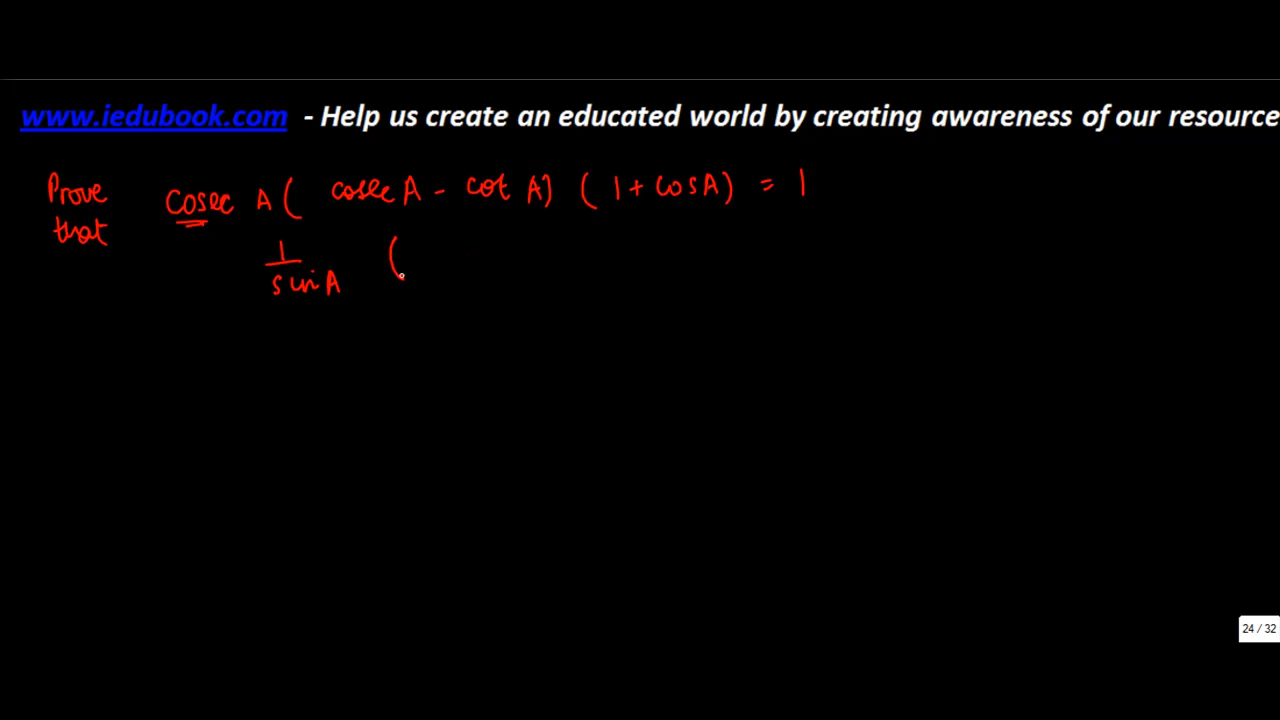 www.iedubook.com - Help us create an educated world by creating awareness of our resource
Prove that cosec A ( cosec A - cot A ) ( 1 + cos A ) = 1
1 / sin A (
24 / 32